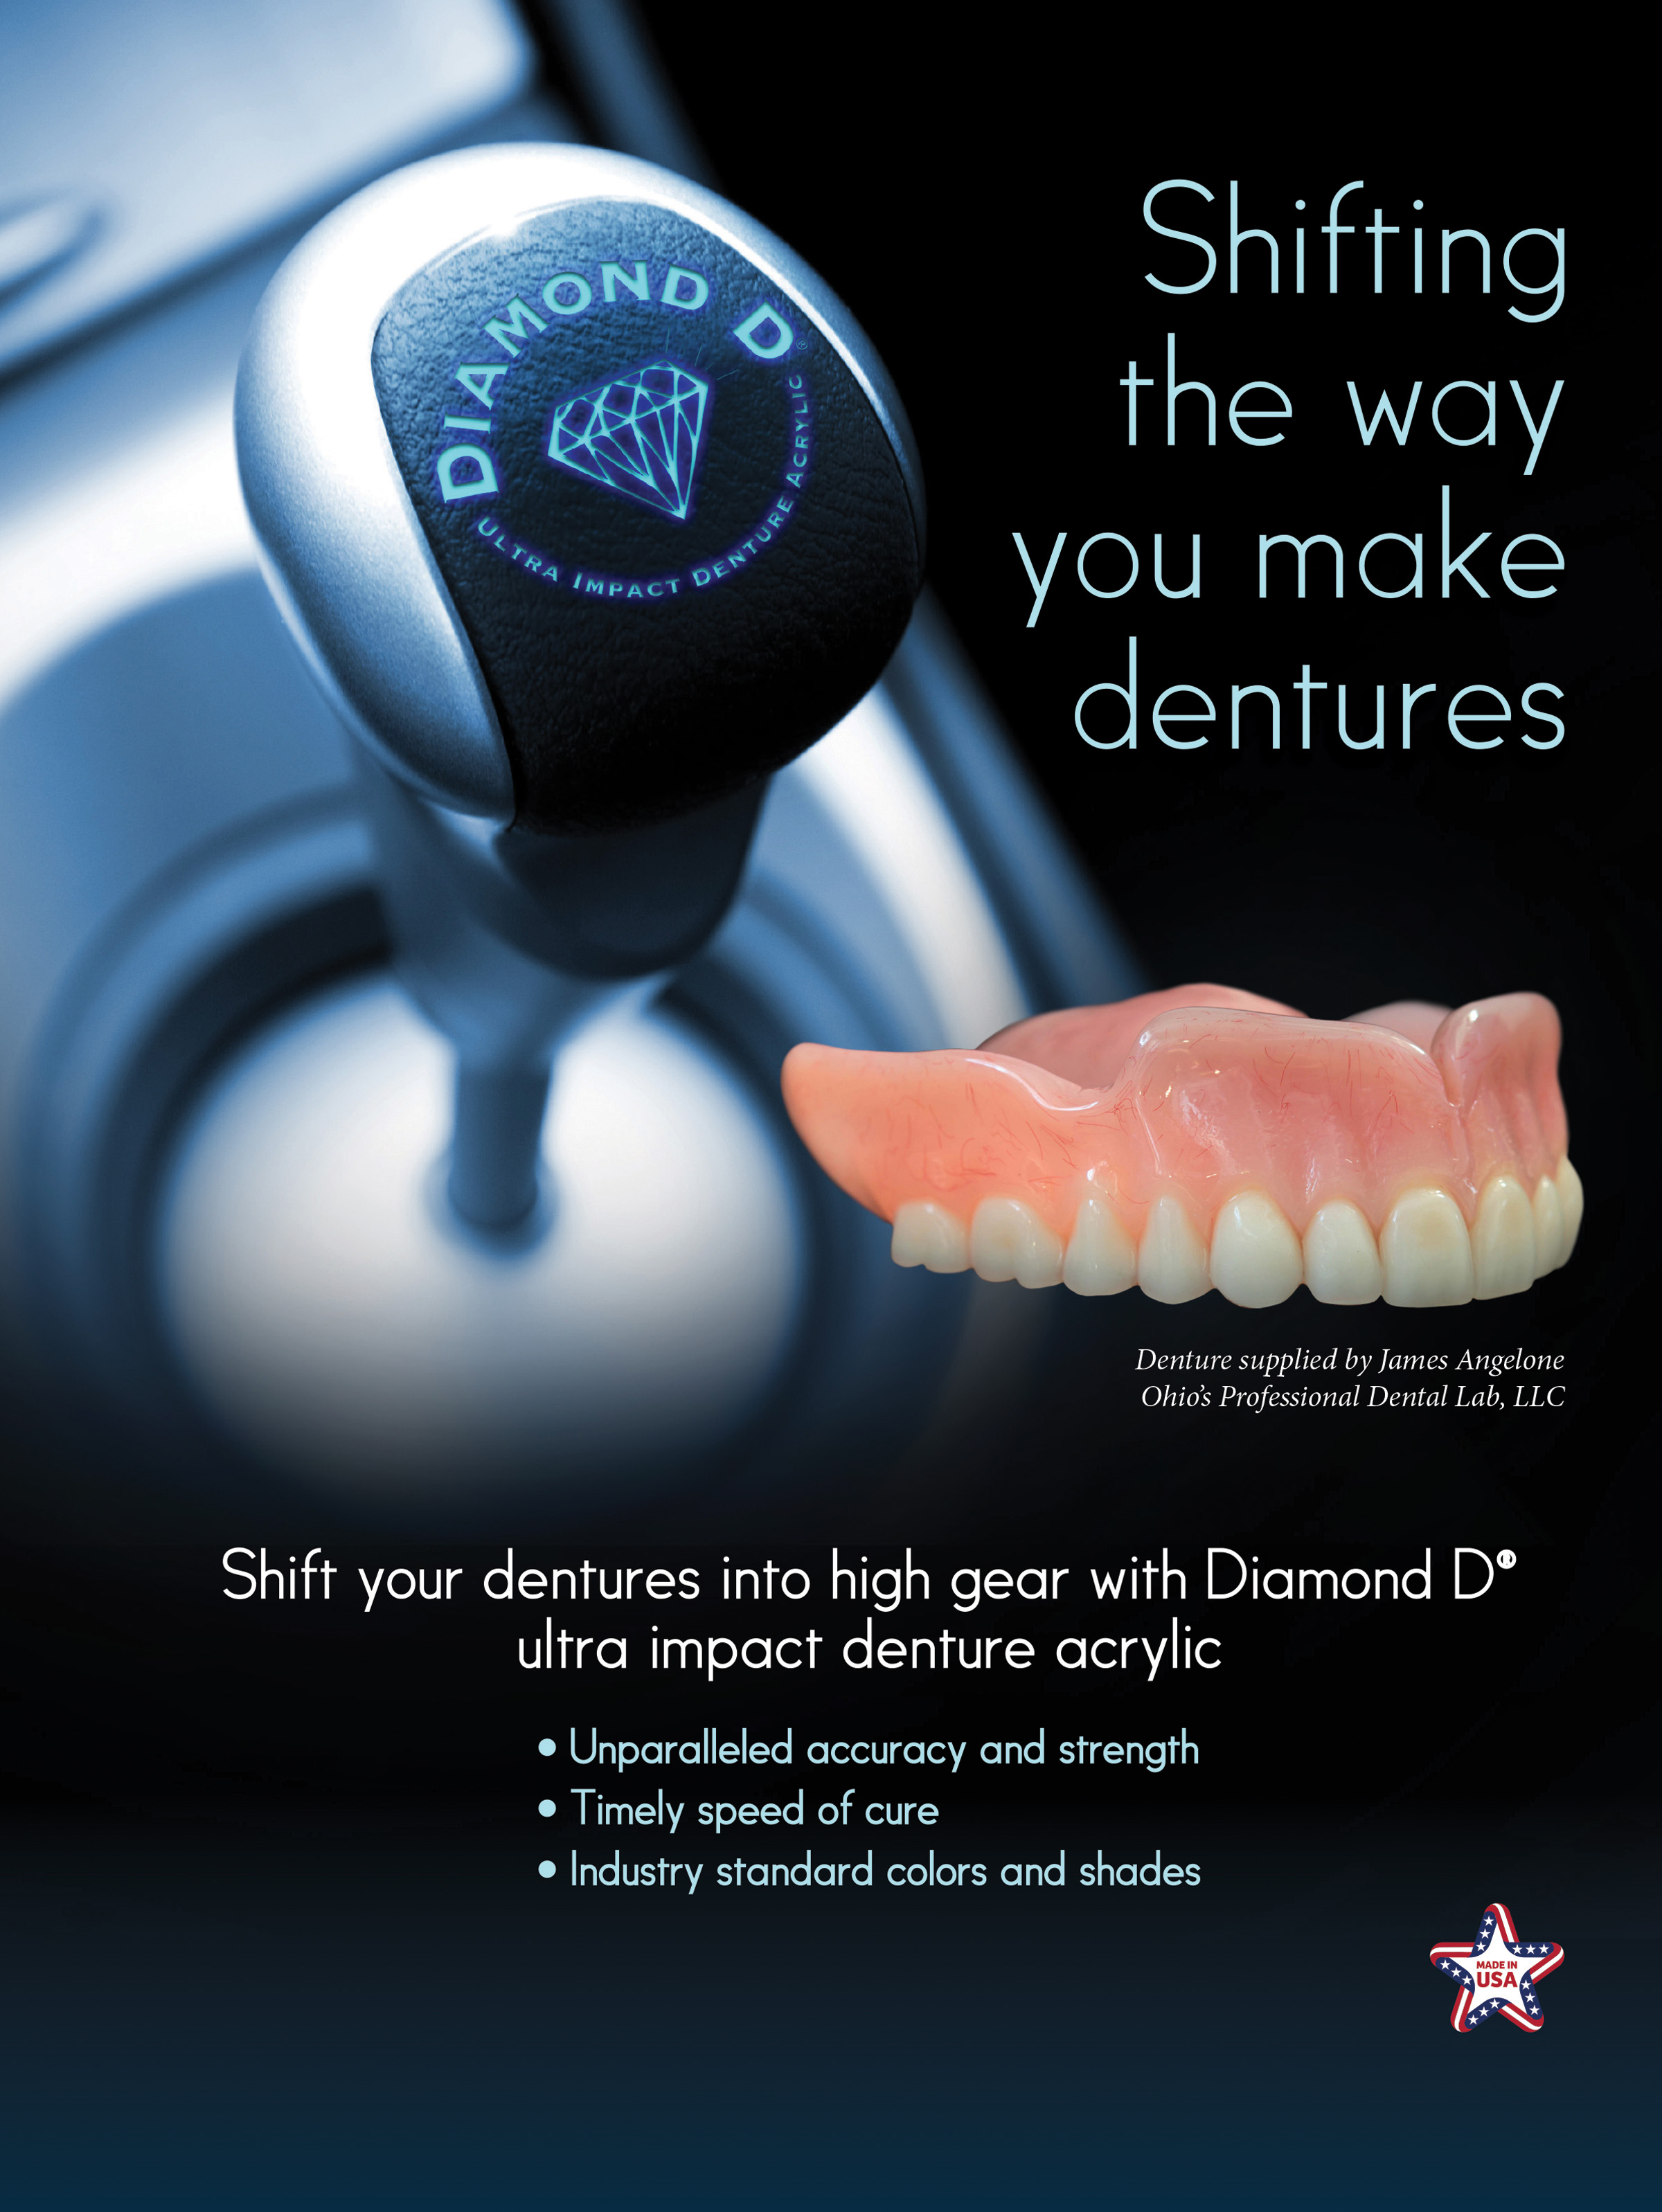 DIAMOND D®
ULTRA IMPACT DENTURE ACRYLIC
Shifting
the way
you make
dentures
Denture supplied by James Angelone
Ohio’s Professional Dental Lab, LLC
Shift your dentures into high gear with Diamond D®
ultra impact denture acrylic
• Unparalleled accuracy and strength
• Timely speed of cure
• Industry standard colors and shades
MADE IN
USA